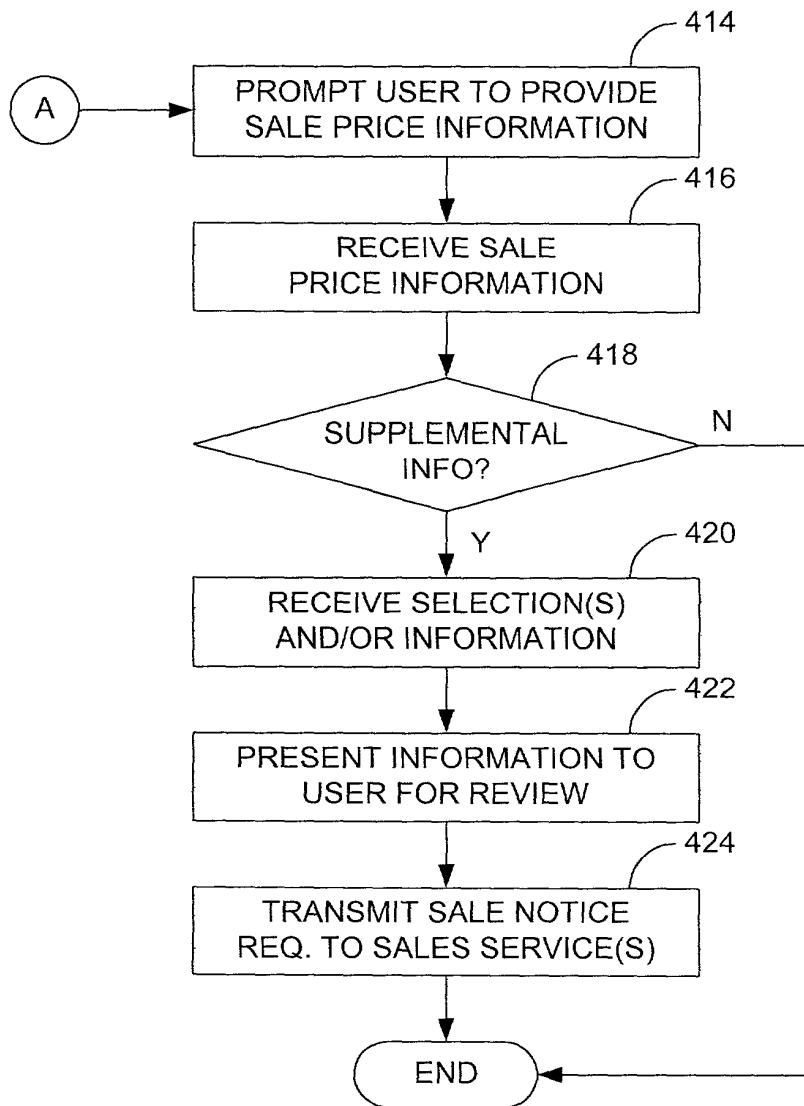 414
A
PROMPT USER TO PROVIDE
SALE PRICE INFORMATION
416
RECEIVE SALE
PRICE INFORMATION
418
SUPPLEMENTAL
INFO?
N
Y
420
RECEIVE SELECTION(S)
AND/OR INFORMATION
422
PRESENT INFORMATION TO
USER FOR REVIEW
424
TRANSMIT SALE NOTICE
REQ. TO SALES SERVICE(S)
END